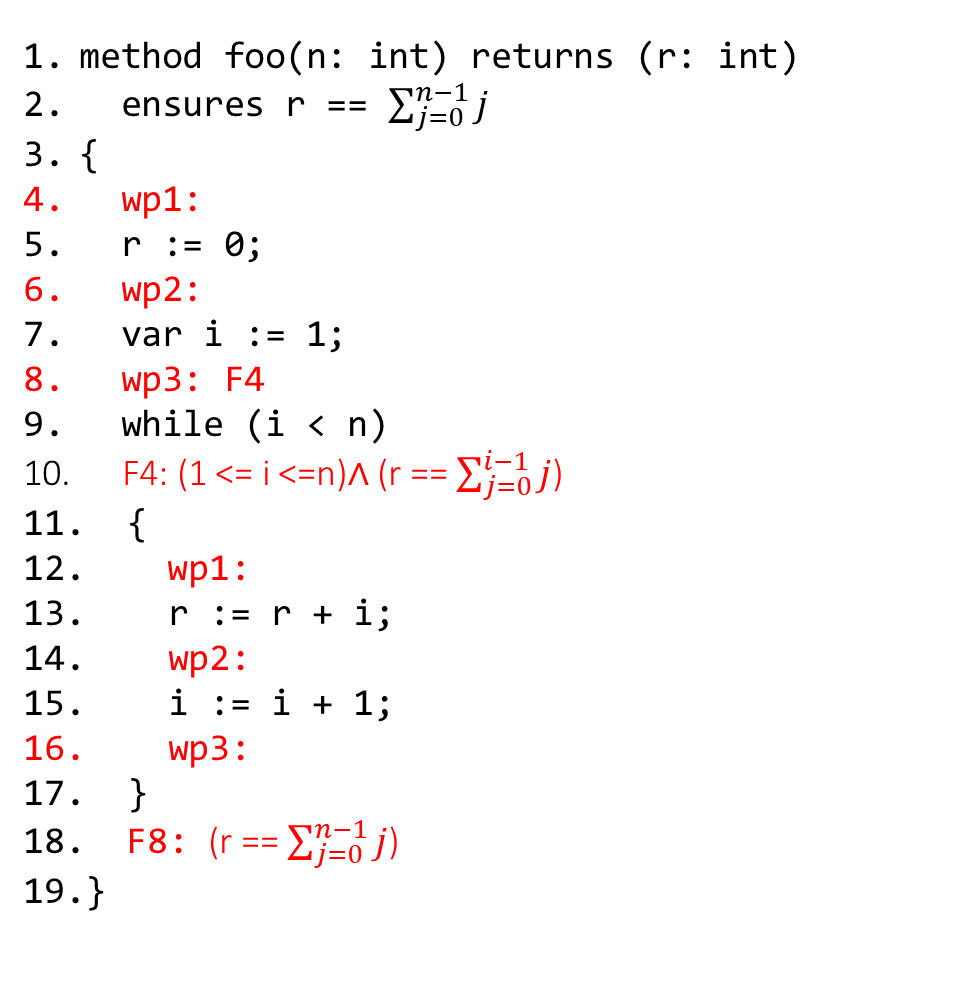 1. method foo(n: int) returns (r: int)
2. ensures r == ∑_{j=0}^{n−1} j
3. {
4. wp1:
5. r := 0;
6. wp2:
7. var i := 1;
8. wp3: F4
9. while (i < n)
10. F4: (1 <= i <=n)∧ (r == ∑_{j=0}^{i−1} j)
11. {
12. wp1:
13. r := r + i;
14. wp2:
15. i := i + 1;
16. wp3:
17. }
18. F8: (r == ∑_{j=0}^{n−1} j)
19.}